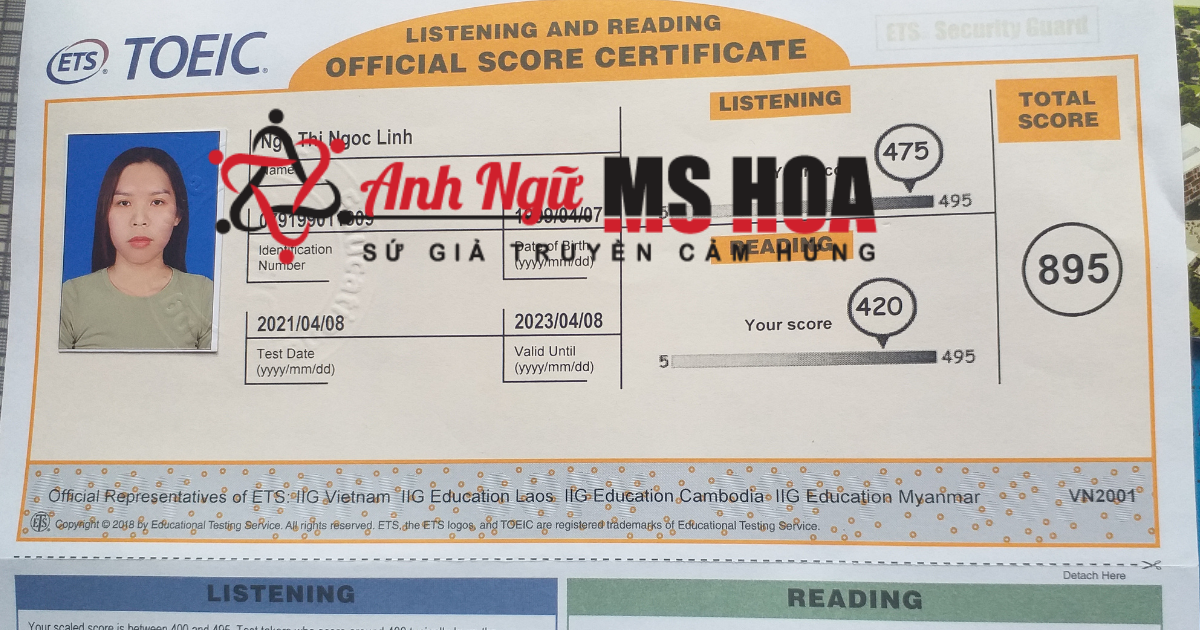 LISTENING AND READING
OFFICIAL SCORE CERTIFICATE
ETS TOEIC
ETS. Security Guard
Thi Ngoc Linh
Name
Identification
Number
1999/04/07
Date of Birth
(yyyy/mm/dd)
2021/04/08
Test Date
(yyyy/mm/dd)
2023/04/08
Valid Until
(yyyy/mm/dd)
LISTENING
475
495
READING
Your score
420
5
495
TOTAL
SCORE
895
Anh Ngữ MS HOA
SỨ GIẢ TRUYỀN CẢM HỨNG
Official Representatives of ETS: IIG Vietnam IIG Education Laos IIG Education Cambodia IIG Education Myanmar
VN2001
ETS Copyright © 2018 by Educational Testing Service. All rights reserved. ETS, the ETS logos, and TOEIC are registered trademarks of Educational Testing Service.
Detach Here
LISTENING
READING